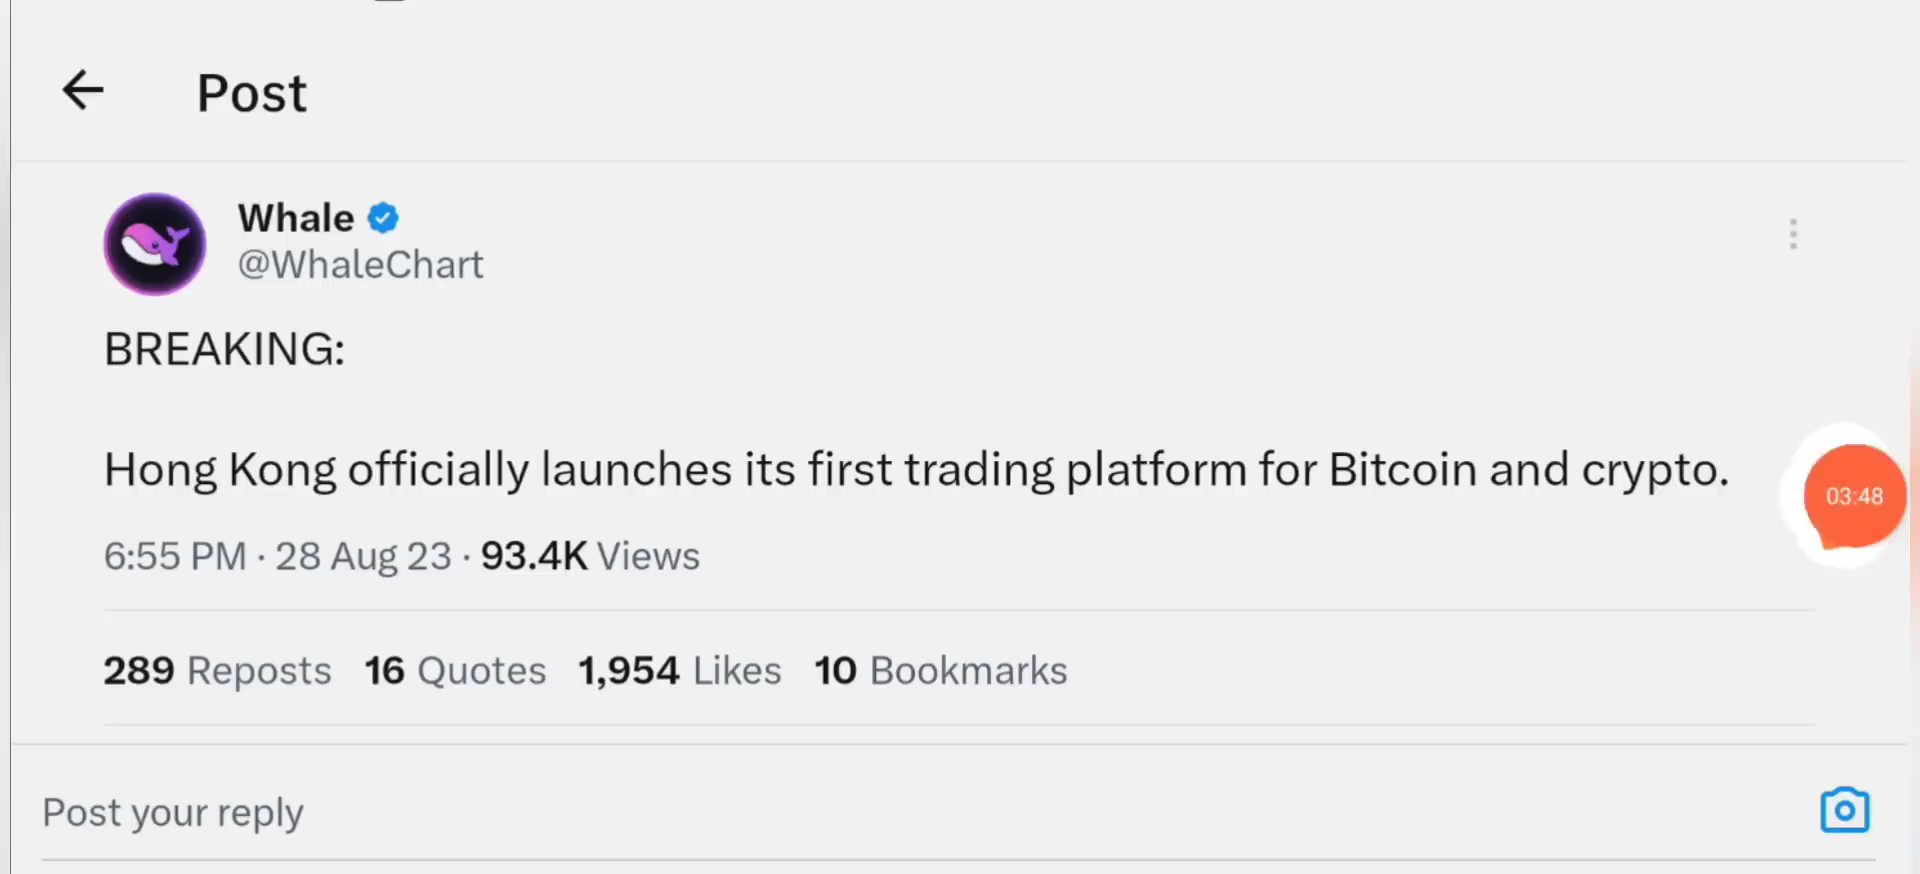 Post
Whale
@WhaleChart
BREAKING:
Hong Kong officially launches its first trading platform for Bitcoin and crypto.
03:48
6:55 PM · 28 Aug 23 · 93.4K Views
289 Reposts 16 Quotes 1,954 Likes 10 Bookmarks
Post your reply